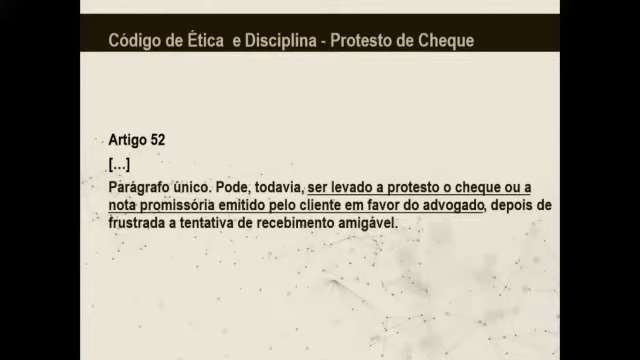 Código de Ética e Disciplina - Protesto de Cheque
Artigo 52
[...]
Parágrafo único. Pode, todavia, ser levado a protesto o cheque ou a
nota promissória emitido pelo cliente em favor do advogado, depois de
frustrada a tentativa de recebimento amigável.